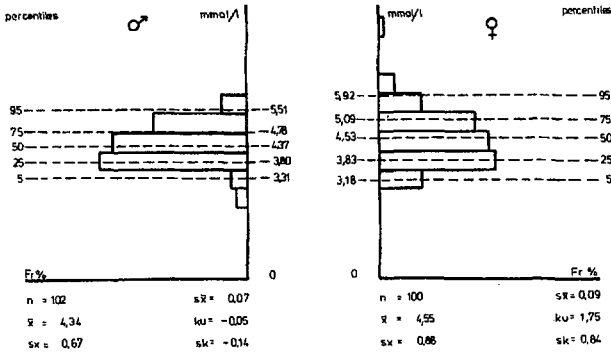 percentiles ♂ mmol/l
95 5,51
75 4,78
50 4,37
25 3,80
5 3,31
Fr.% 0
n = 102 sx̄ = 0,07
x̄ = 4,34 ku = -0,05
sx = 0,67 sk = -0,14
mmol/l ♀ percentiles
5,92 95
5,09 75
4,53 50
3,83 25
3,18 5
0 Fr.%
n = 100 sx̄ = 0,09
x̄ = 4,55 ku = 1,75
sx = 0,86 sk = 0,84